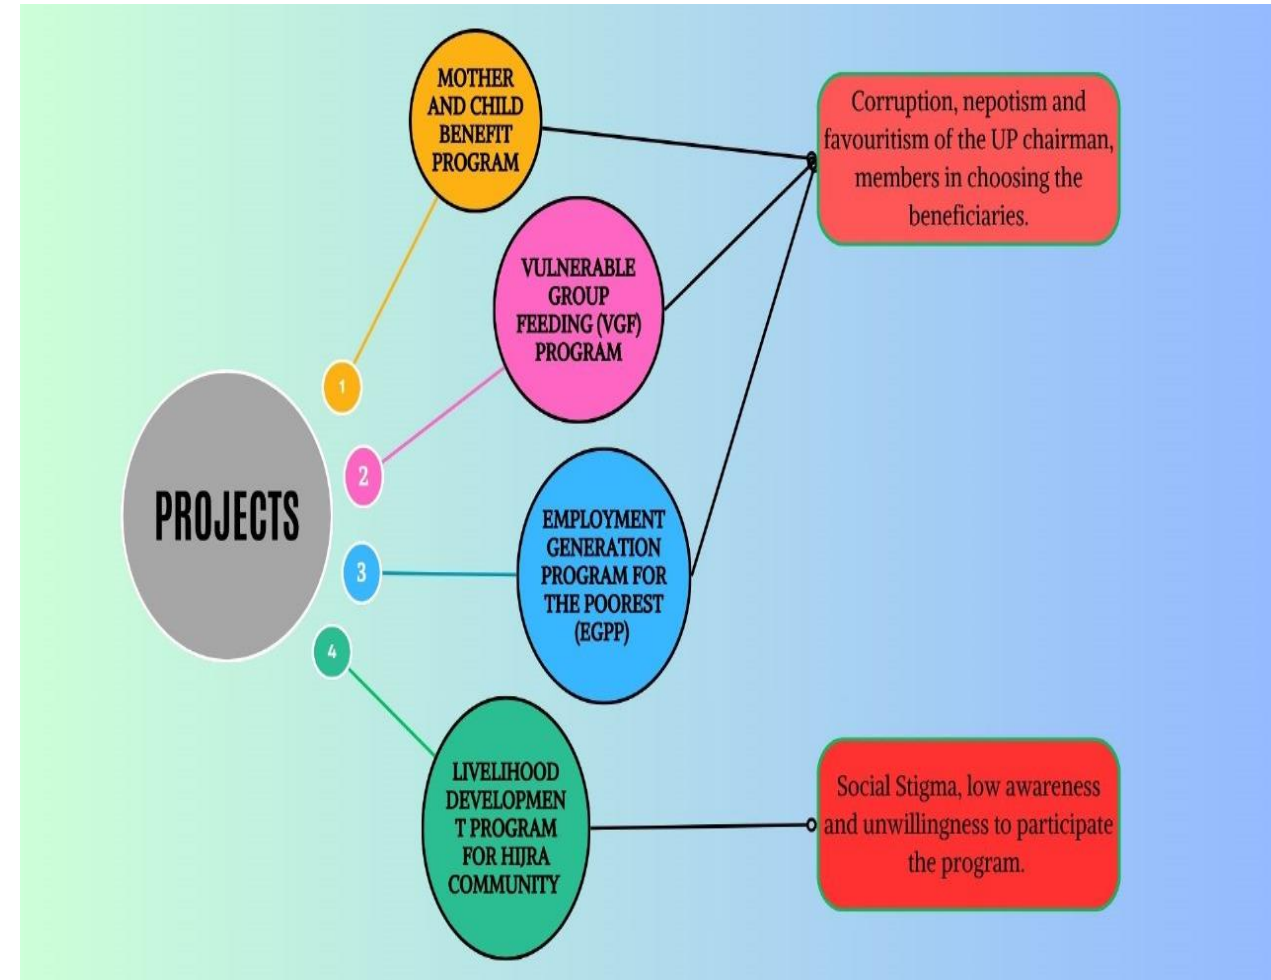 PROJECTS
1
MOTHER
AND CHILD
BENEFIT
PROGRAM
2
VULNERABLE
GROUP
FEEDING (VGF)
PROGRAM
3
EMPLOYMENT
GENERATION
PROGRAM FOR
THE POOREST
(EGPP)
4
LIVELIHOOD
DEVELOPMEN
T PROGRAM
FOR HIJRA
COMMUNITY
Corruption, nepotism and
favouritism of the UP chairman,
members in choosing the
beneficiaries.
Social Stigma, low awareness
and unwillingness to participate
the program.